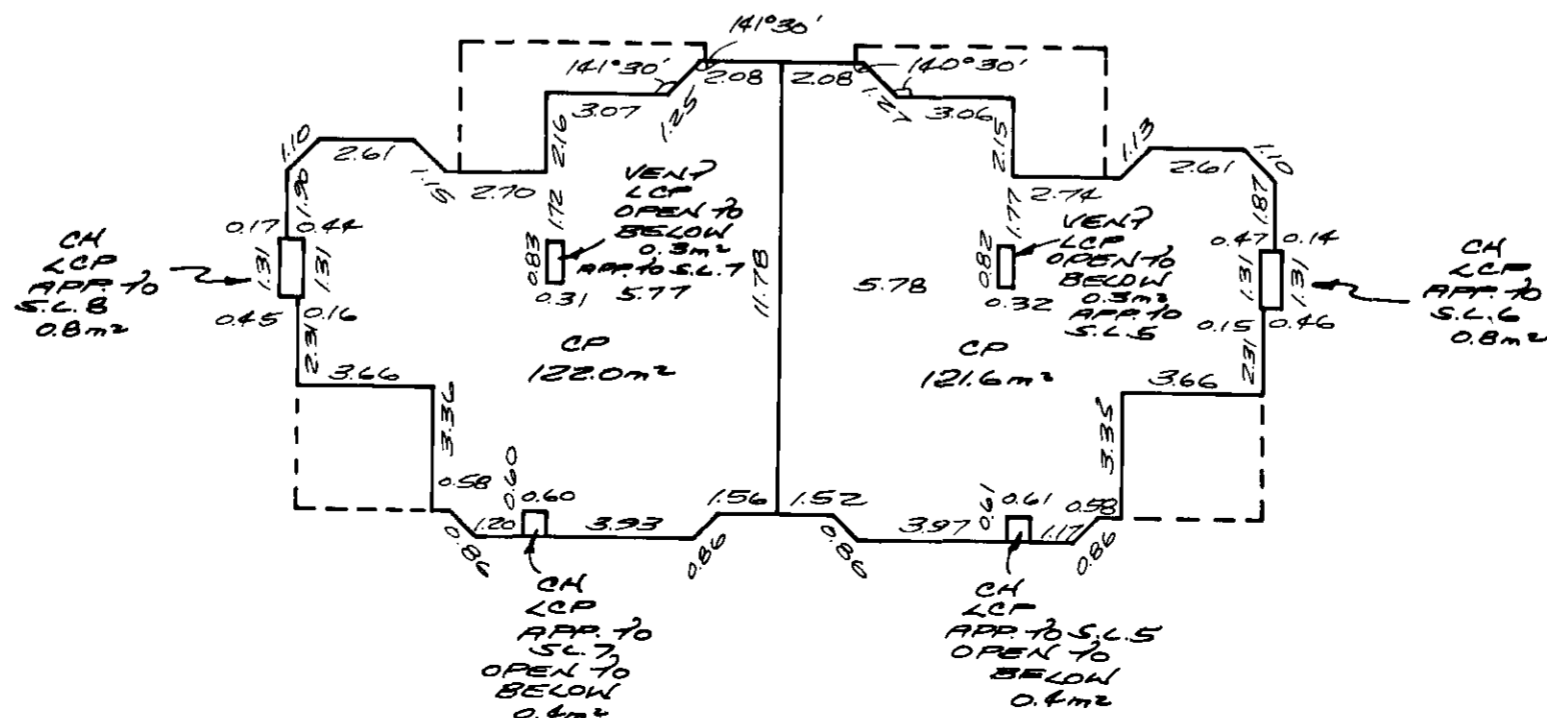 141°30'
141°30'
141°30'
2.08
2.08
140°30'
3.07
1.25
1.27
3.06
1.10
2.61
1.15
2.70
2.16
2.15
2.74
1.13
2.61
1.10
VENT
LCP
OPEN TO
BELOW
0.3m²
APP. TO S.L.7
VENT
LCP
OPEN TO
BELOW
0.3m²
APP. TO
S.L.5
1.90
0.17
0.44
1.31
1.31
0.45
0.16
2.31
CH
LCP
APP. TO
S.L.8
0.8m²
1.72
0.83
0.31
5.77
11.78
5.78
1.77
0.82
0.32
1.87
0.47
0.14
1.31
1.31
0.15
0.46
2.31
CH
LCP
APP. TO
S.L.6
0.8m²
CP
122.0m²
CP
121.6m²
3.66
3.36
3.66
3.35
0.58
0.86
1.20
0.60
0.60
3.93
0.86
1.56
1.52
0.86
3.97
0.61
0.61
1.17
0.58
0.86
CH
LCP
APP. TO
S.L.7
OPEN TO
BELOW
0.4m²
CH
LCP
APP. TO S.L.5
OPEN TO
BELOW
0.4m²